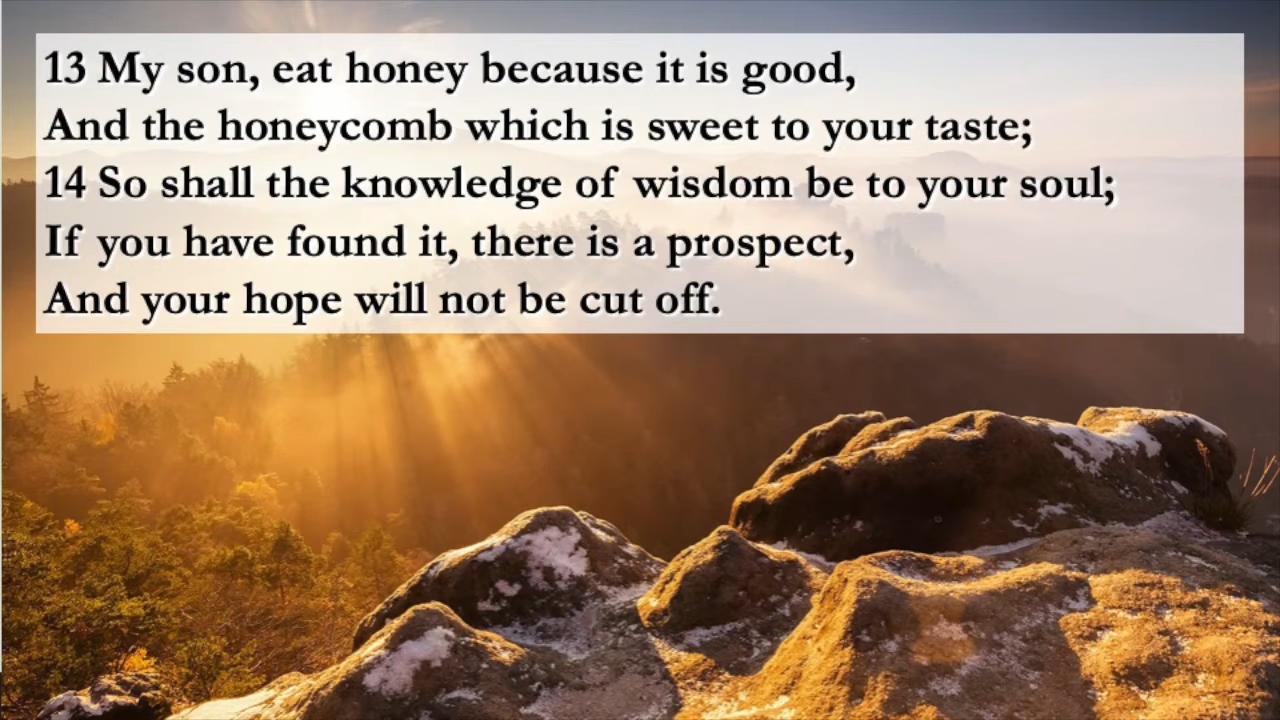 13 My son, eat honey because it is good,
And the honeycomb which is sweet to your taste;
14 So shall the knowledge of wisdom be to your soul;
If you have found it, there is a prospect,
And your hope will not be cut off.